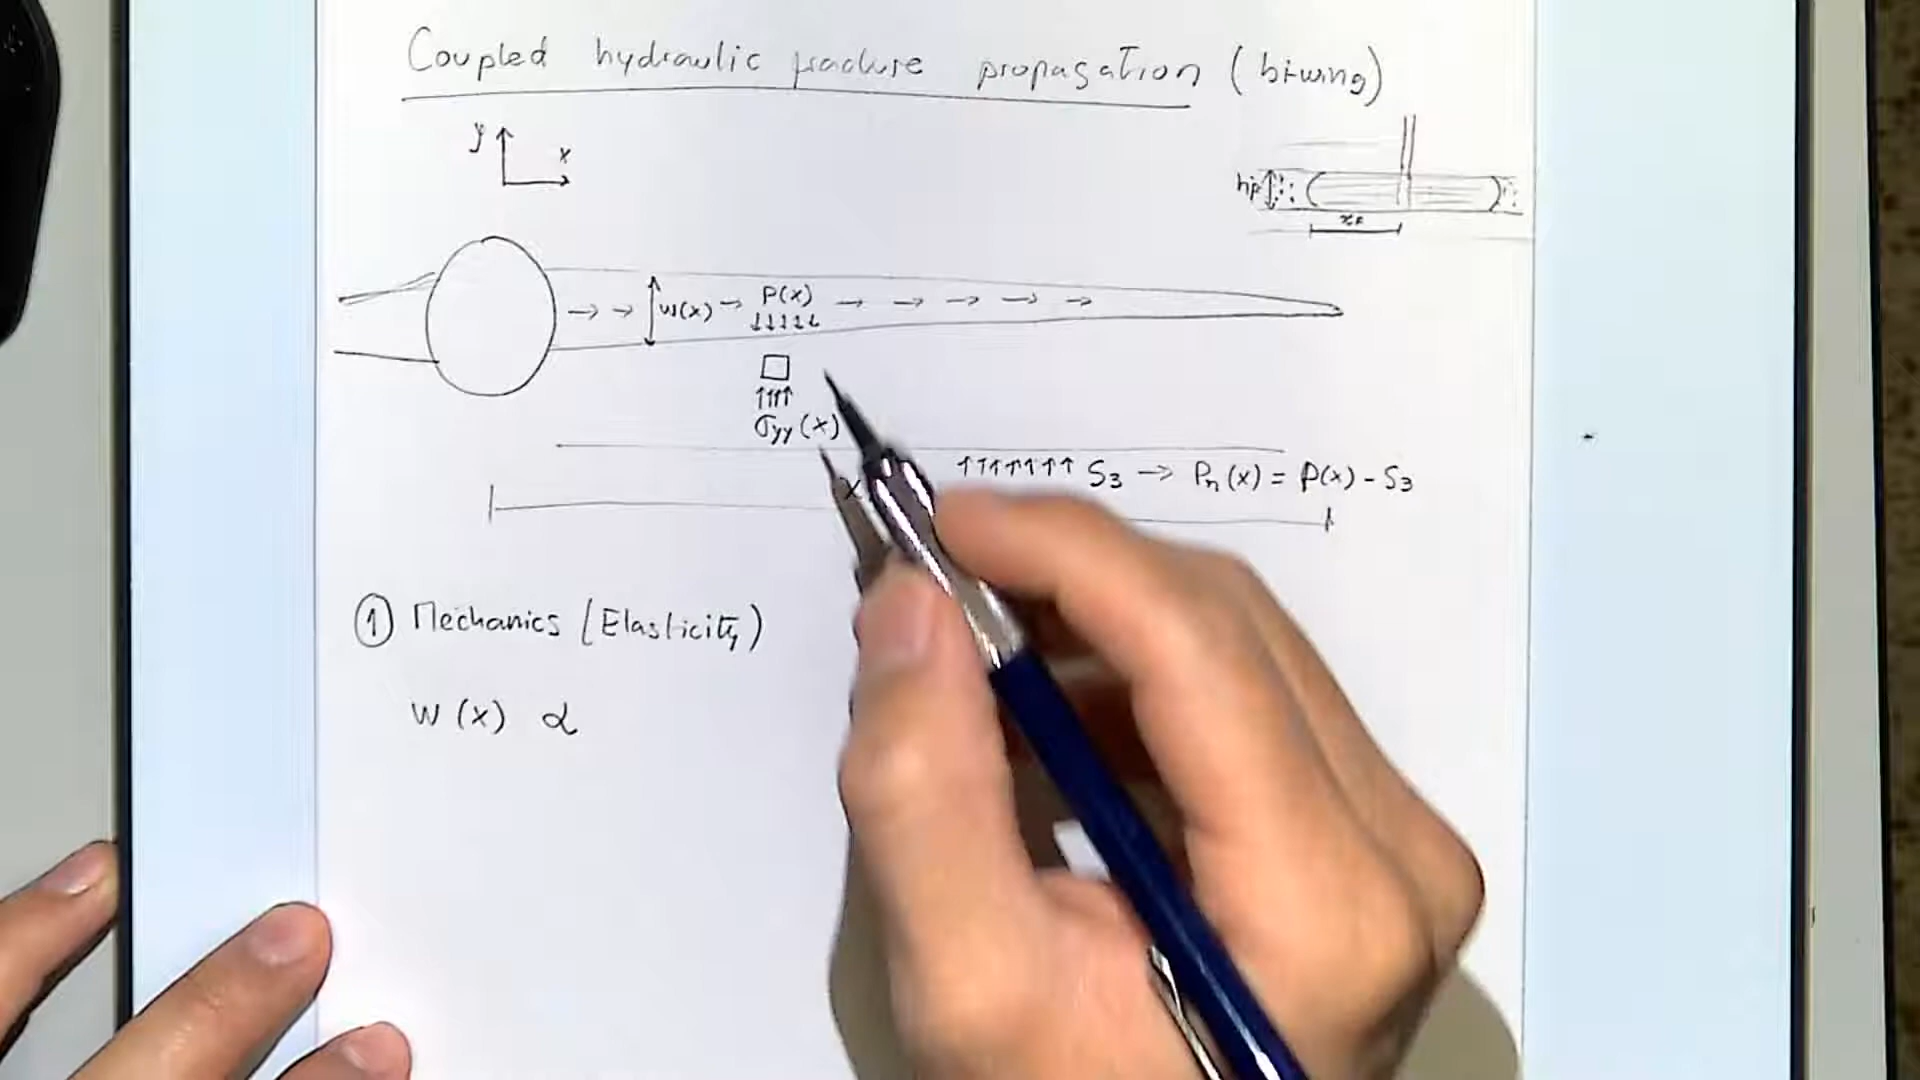 Coupled hydraulic fracture propagation (bi-wing)
y
x
hf
xf
w(x) P(x)
σyy(x)
S3 → Pn(x) = P(x) - S3
x
① Mechanics (Elasticity)
w(x) α